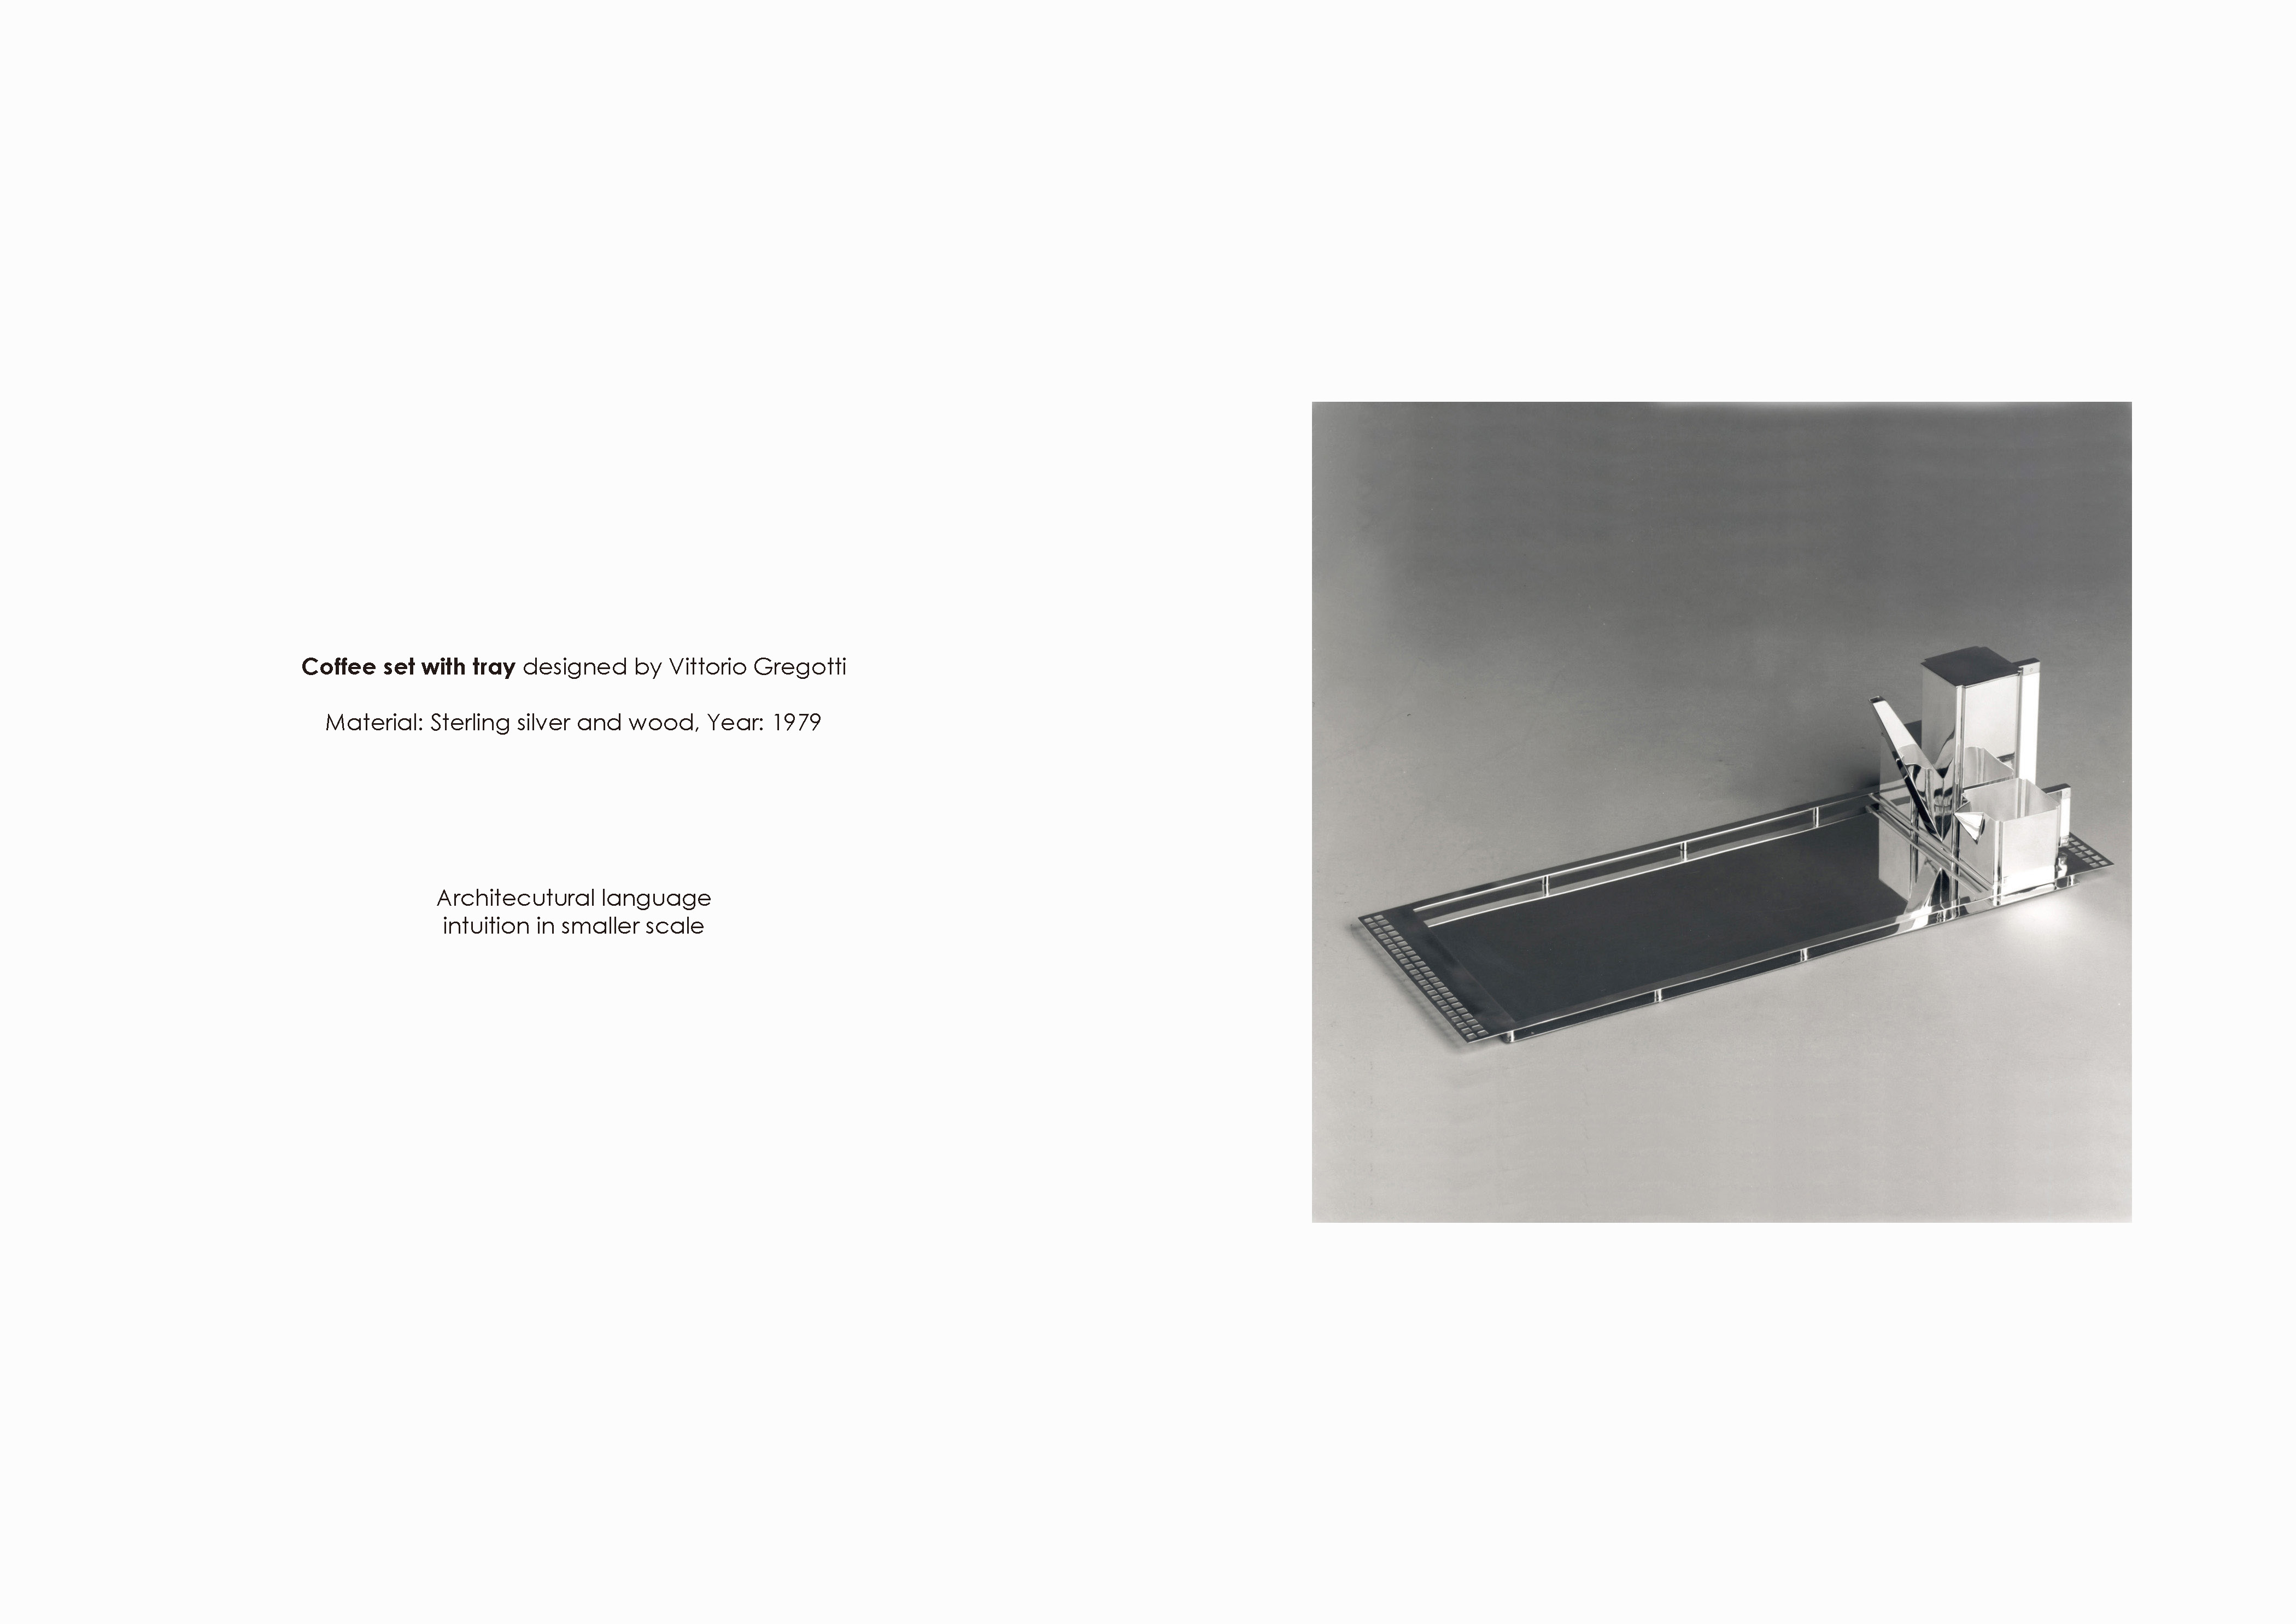 Coffee set with tray designed by Vittorio Gregotti
Material: Sterling silver and wood, Year: 1979
Architecutural language
intuition in smaller scale